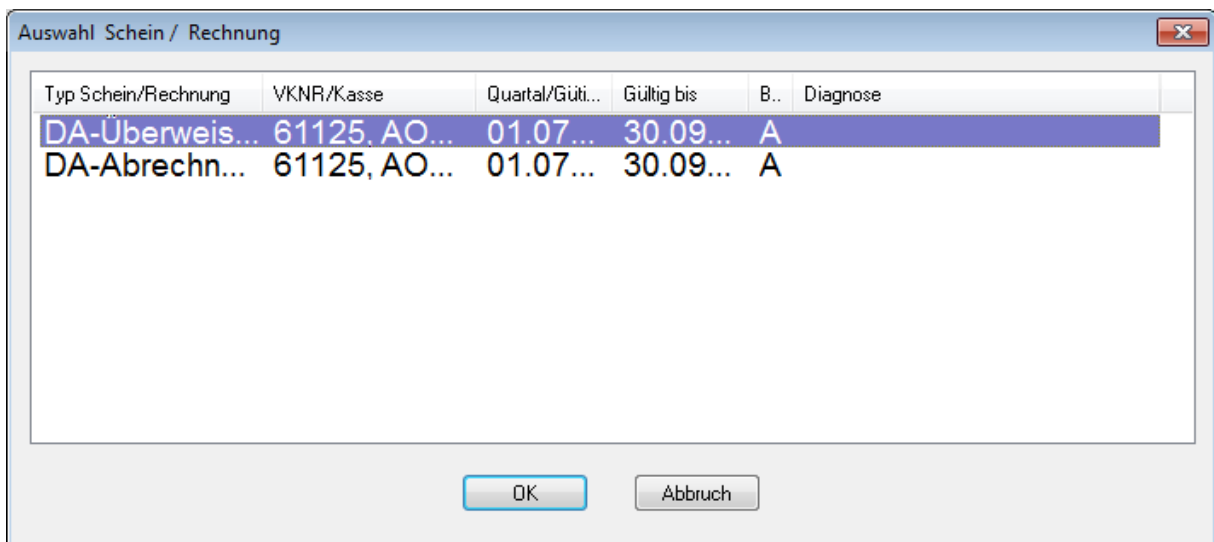 Auswahl Schein / Rechnung
Typ Schein/Rechnung VKNR/Kasse Quartal/Güti... Gültig bis B.. Diagnose
DA-Überweis... 61125, AO... 01.07... 30.09... A
DA-Abrechn... 61125, AO... 01.07... 30.09... A
OK Abbruch